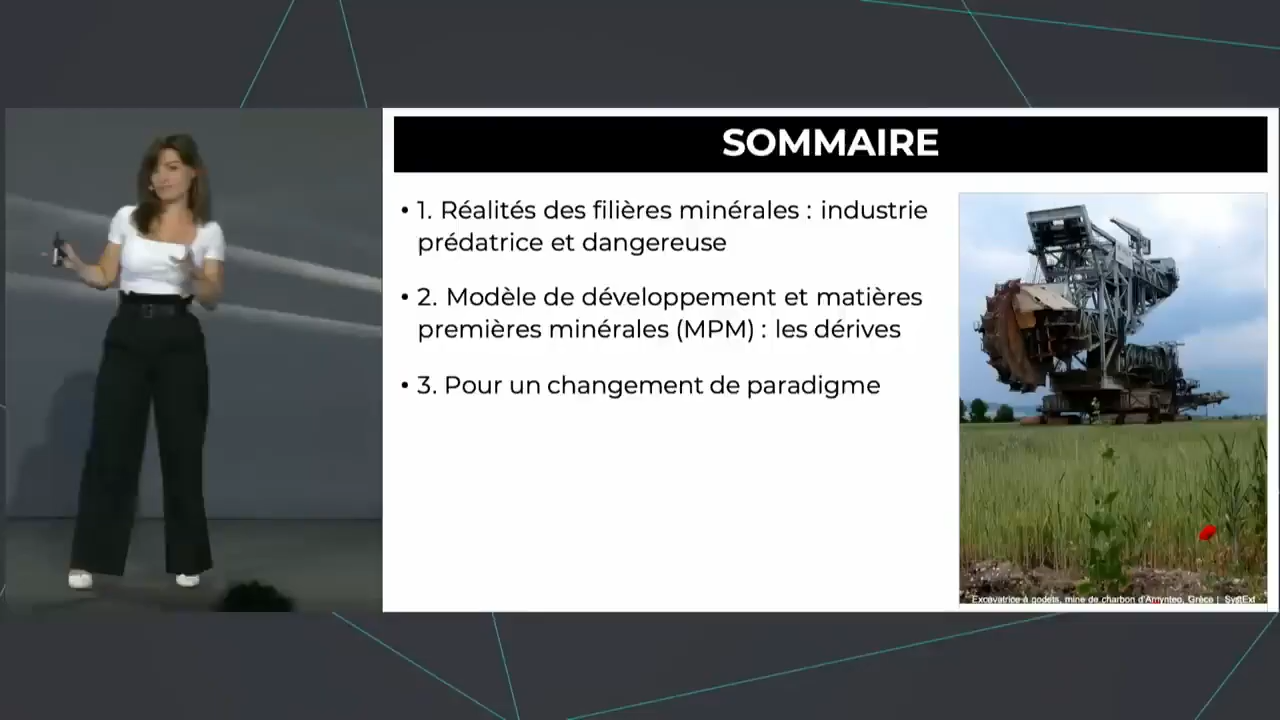 SOMMAIRE
• 1. Réalités des filières minérales : industrie
prédatrice et dangereuse
• 2. Modèle de développement et matières
premières minérales (MPM) : les dérives
• 3. Pour un changement de paradigme
Excavatrice à godets, mine de charbon d'Amynteo, Grèce | SystExt